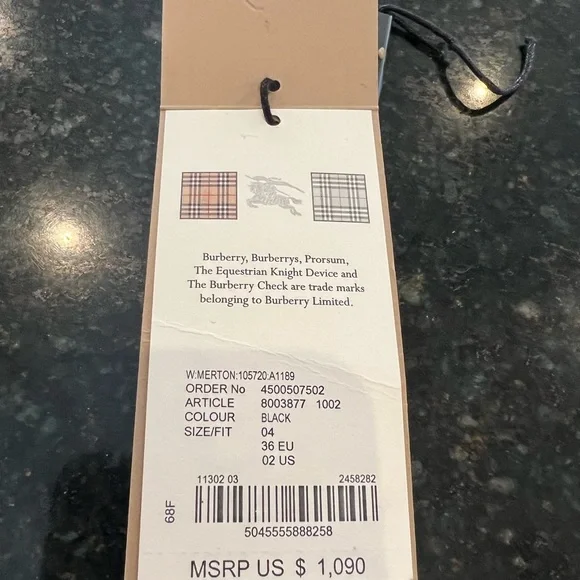 Burberry, Burberrys, Prorsum,
The Equestrian Knight Device and
The Burberry Check are trade marks
belonging to Burberry Limited.
W.MERTON:105720:A1189
ORDER No 4500507502
ARTICLE 8003877 1002
COLOUR BLACK
SIZE/FIT 04
36 EU
02 US
11302 03 2458282
68F
5045555888258
MSRP US $ 1,090